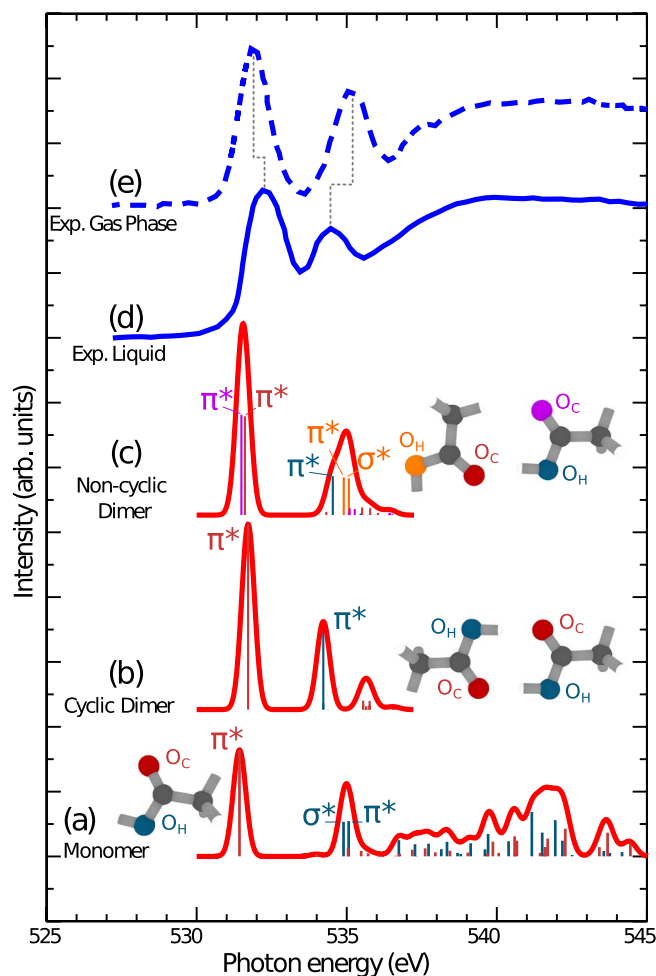 (e)
Exp. Gas Phase
(d)
Exp. Liquid
π* π*
(c)
Non-cyclic
Dimer
π*
π*
σ*
O_H
O_C
O_C
O_H
π*
(b)
Cyclic Dimer
π*
O_H
O_C
O_C
O_H
π*
O_C
O_H
(a)
Monomer
σ* π*
Intensity (arb. units)
525 530 535 540 545
Photon energy (eV)